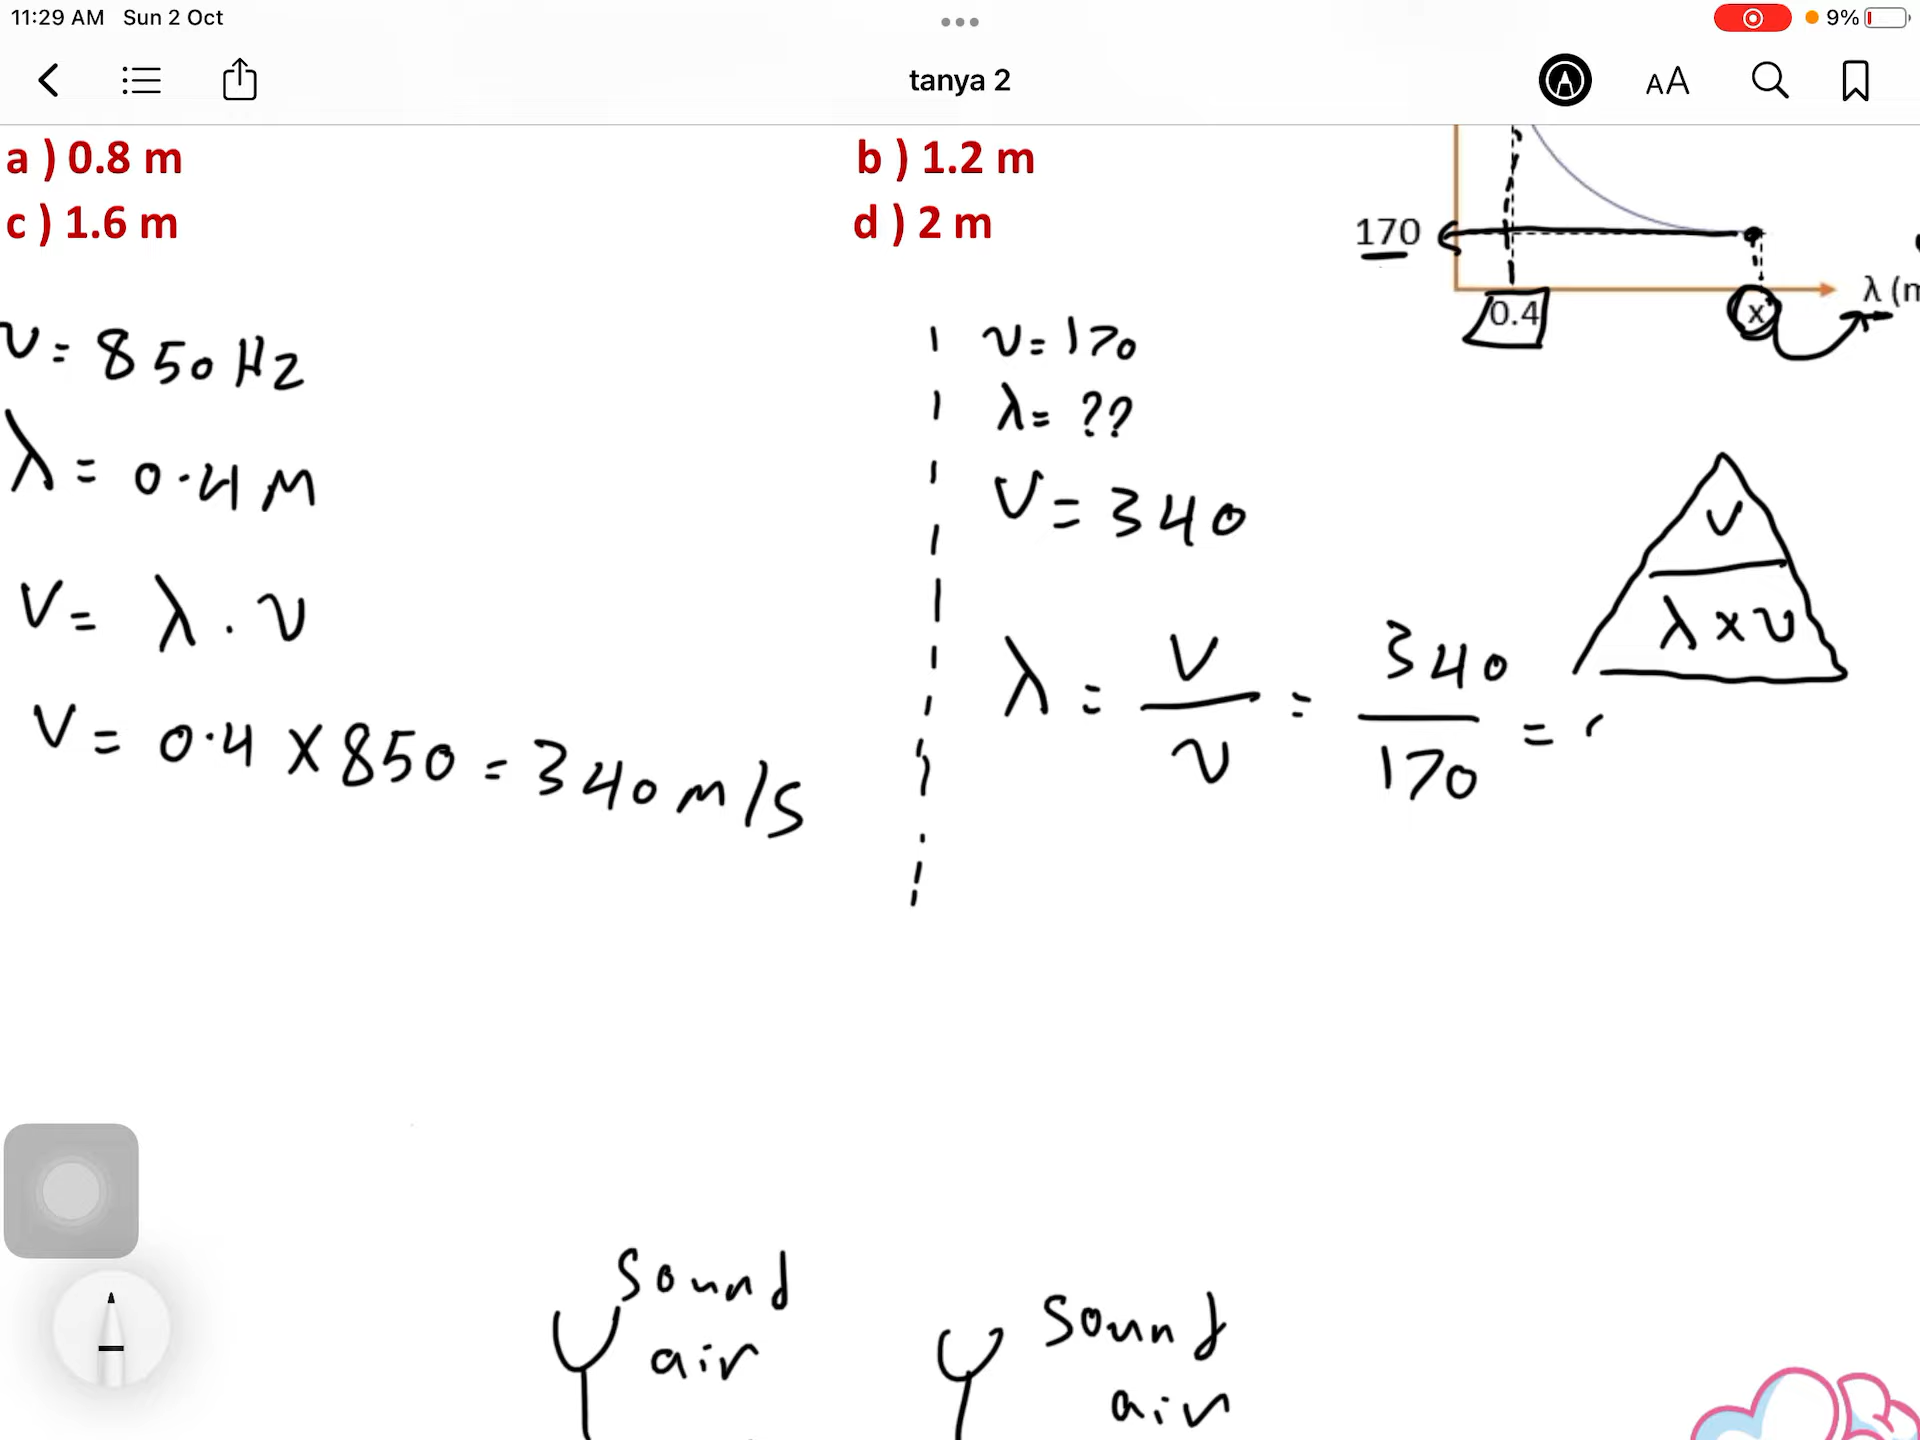 11:29 AM Sun 2 Oct
9%
tanya 2
AA
a ) 0.8 m
b ) 1.2 m
c ) 1.6 m
d ) 2 m
170
0.4
x
λ (m
ν = 850 Hz
λ = 0.4 M
V = λ . ν
V = 0.4 × 850 = 340 m/s
ν = 170
λ = ??
V = 340
λ = V / ν = 340 / 170 =
V
λ × ν
Sound
air
Sound
air